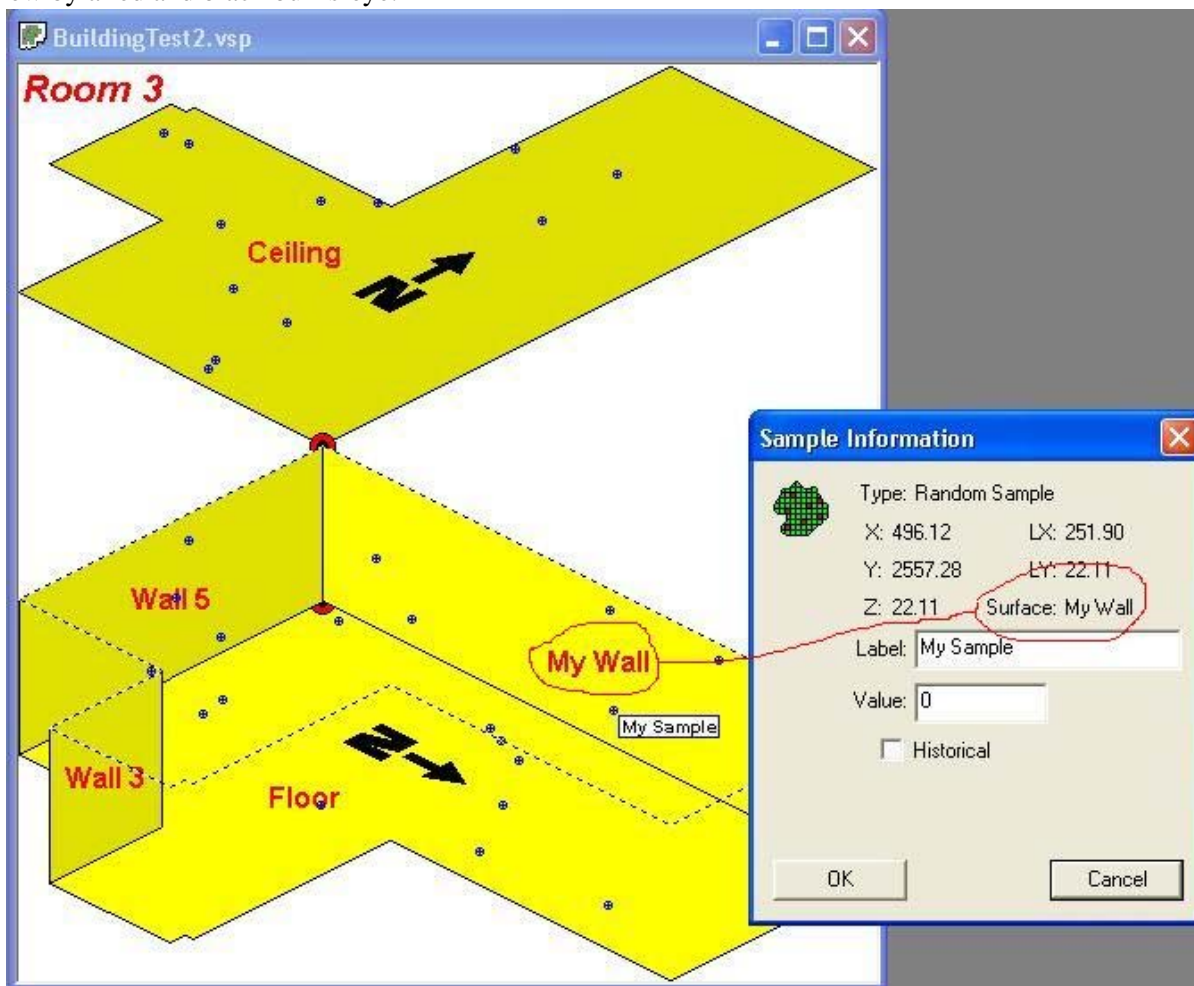 BuildingTest2.vsp
Room 3
Ceiling
N
Wall 5
My Wall
My Sample
N
Wall 3
Floor
Sample Information
Type: Random Sample
X: 496.12 LX: 251.90
Y: 2557.28 LY: 22.11
Z: 22.11 Surface: My Wall
Label: My Sample
Value: 0
Historical
OK Cancel